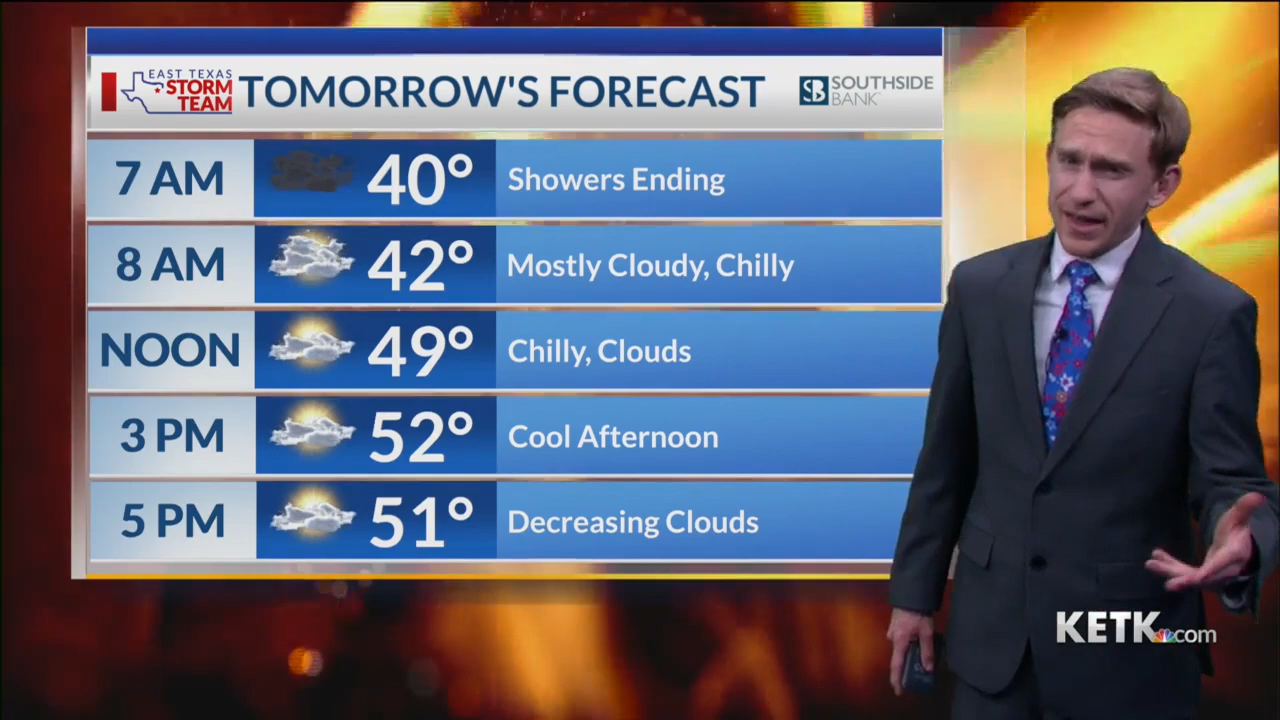 EAST TEXAS
STORM
TEAM
TOMORROW'S FORECAST
SB SOUTHSIDE
BANK
7 AM 40° Showers Ending
8 AM 42° Mostly Cloudy, Chilly
NOON 49° Chilly, Clouds
3 PM 52° Cool Afternoon
5 PM 51° Decreasing Clouds
KETK.com